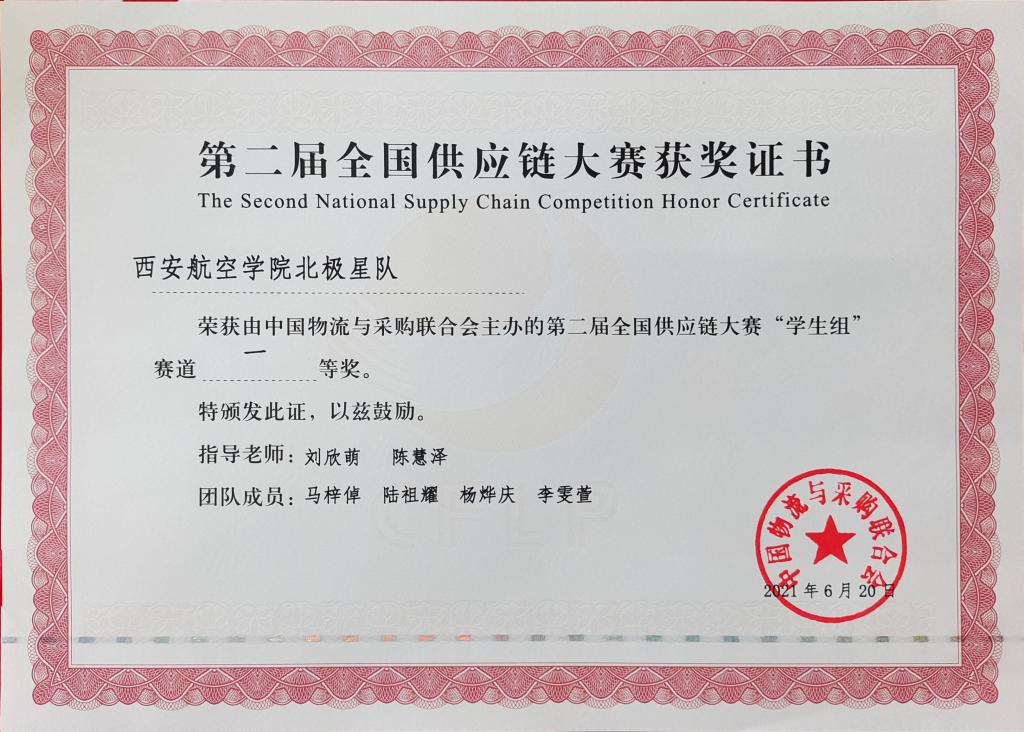 第二届全国供应链大赛获奖证书
The Second National Supply Chain Competition Honor Certificate
西安航空学院北极星队
荣获由中国物流与采购联合会主办的第二届全国供应链大赛“学生组”
赛道一等奖。
特颁发此证，以兹鼓励。
指导老师：刘欣萌 陈慧泽
团队成员：马梓倬 陆祖耀 杨烨庆 李雯萱
CFLP
中国物流与采购联合会
2021年6月20日